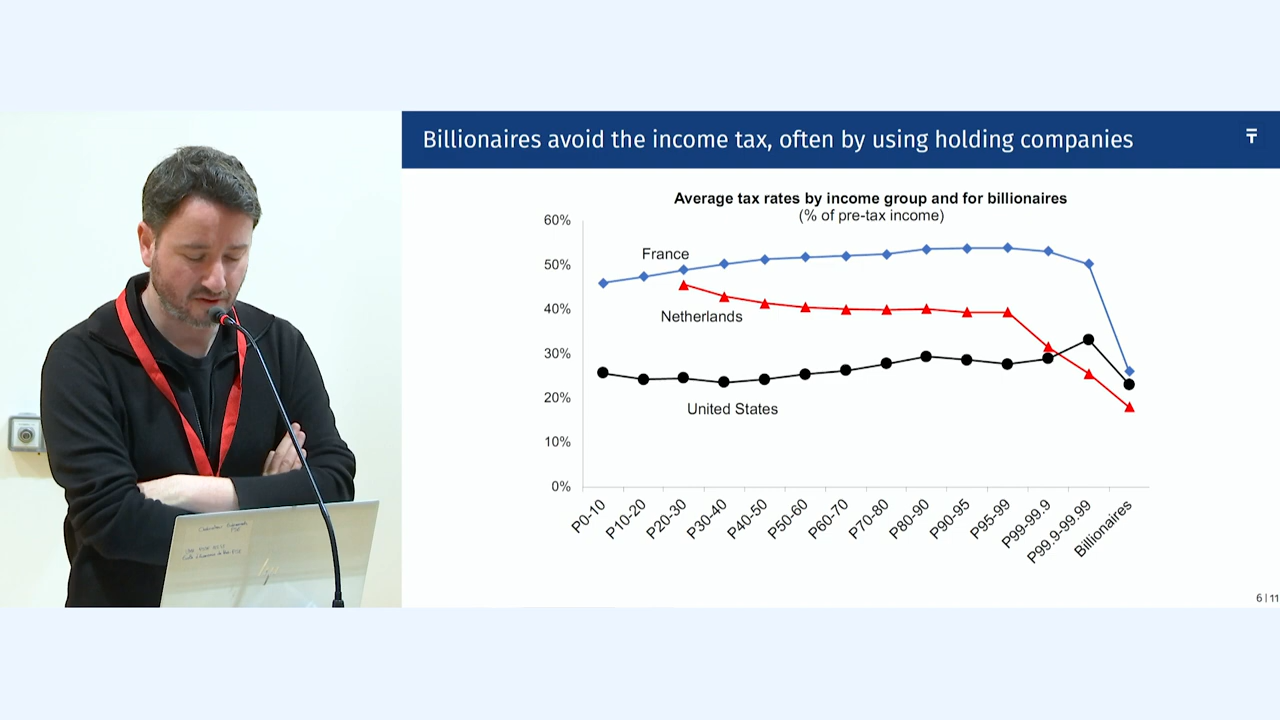 Billionaires avoid the income tax, often by using holding companies
Average tax rates by income group and for billionaires
(% of pre-tax income)
60%
50%
40%
30%
20%
10%
0%
France
Netherlands
United States
P0-10
P10-20
P20-30
P30-40
P40-50
P50-60
P60-70
P70-80
P80-90
P90-95
P95-99
P99-99.9
P99.9-99.99
Billionaires
6 | 11